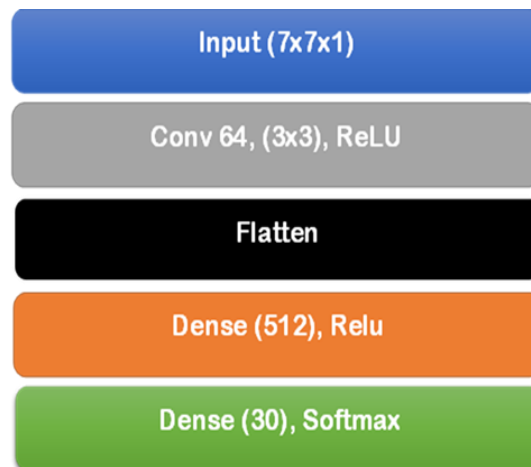 Input (7x7x1)
Conv 64, (3x3), ReLU
Flatten
Dense (512), Relu
Dense (30), Softmax